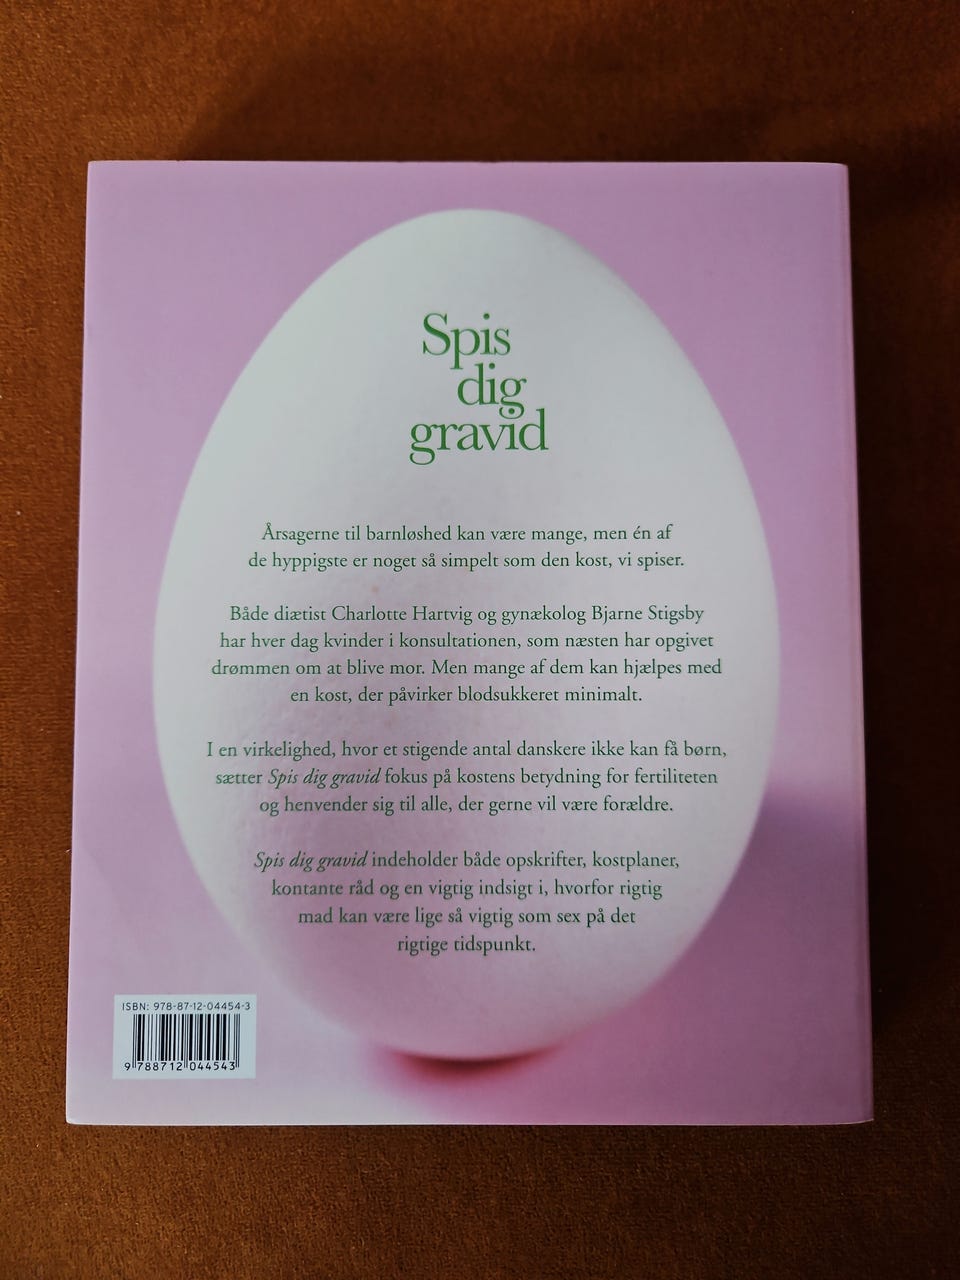 Spis
dig
gravid
Årsagerne til barnløshed kan være mange, men én af
de hyppigste er noget så simpelt som den kost, vi spiser.
Både diætist Charlotte Hartvig og gynækolog Bjarne Stigsby
har hver dag kvinder i konsultationen, som næsten har opgivet
drømmen om at blive mor. Men mange af dem kan hjælpes med
en kost, der påvirker blodsukkeret minimalt.
I en virkelighed, hvor et stigende antal danskere ikke kan få børn,
sætter Spis dig gravid fokus på kostens betydning for fertiliteten
og henvender sig til alle, der gerne vil være forældre.
Spis dig gravid indeholder både opskrifter, kostplaner,
kontante råd og en vigtig indsigt i, hvorfor rigtig
mad kan være lige så vigtig som sex på det
rigtige tidspunkt.
ISBN: 978-87-12-04454-3
9 788712 044543